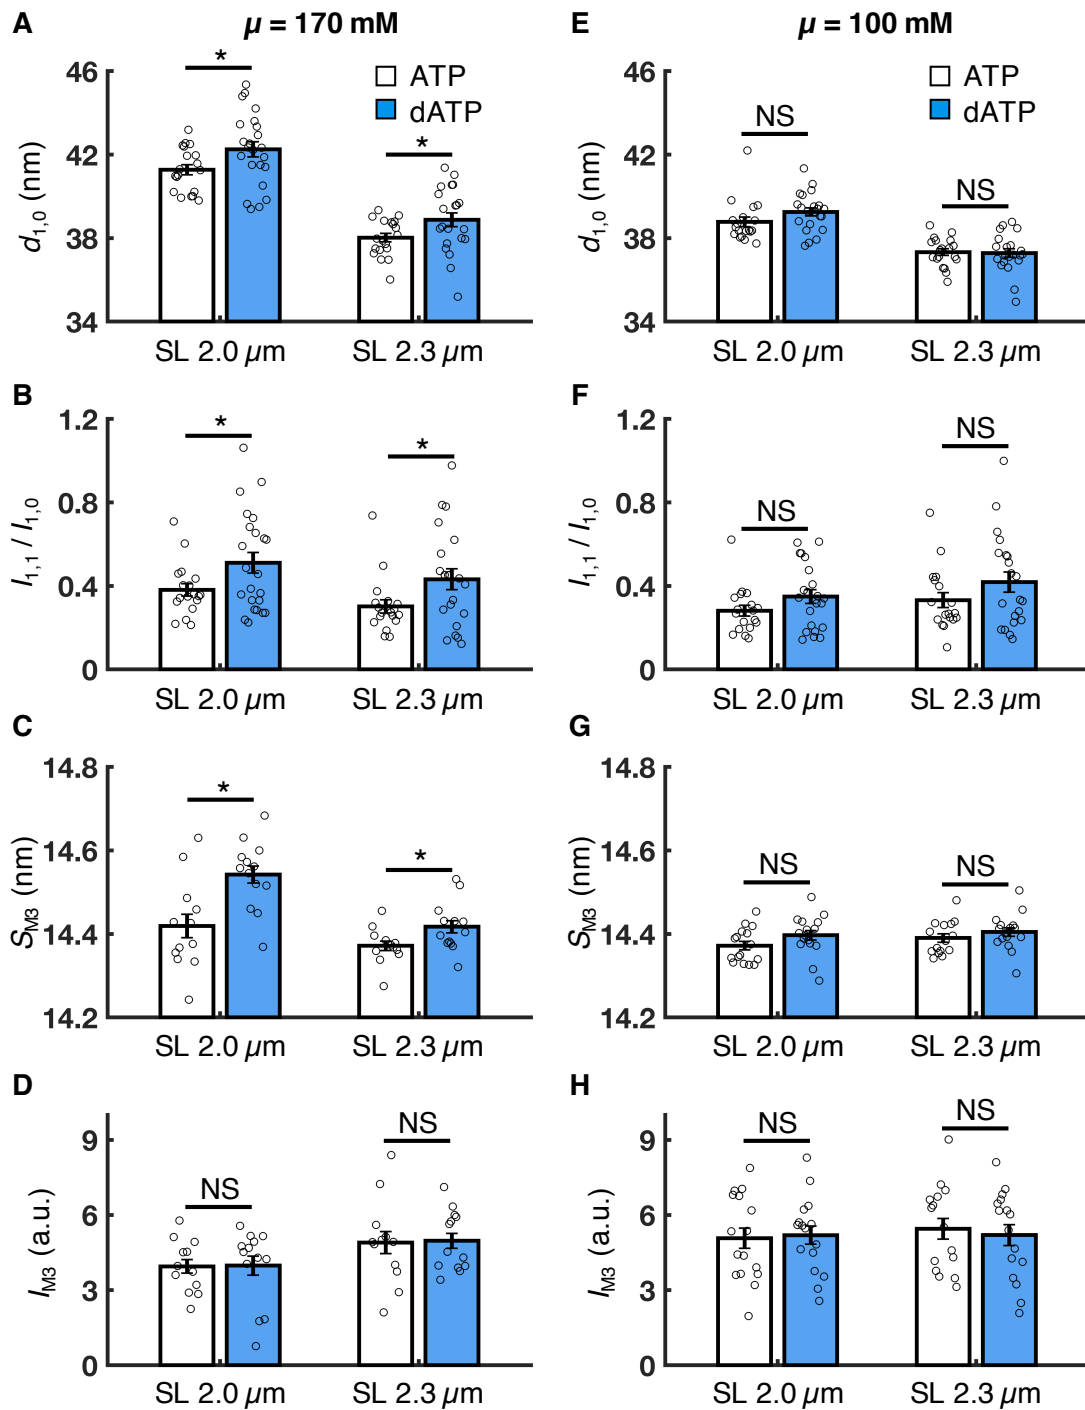 A
μ = 170 mM
*
46
ATP
dATP
*
42
d1,0 (nm)
38
34
SL 2.0 μm
SL 2.3 μm
B
1.2
*
*
0.8
I1,1 / I1,0
0.4
0
SL 2.0 μm
SL 2.3 μm
C
14.8
*
14.6
*
SM3 (nm)
14.4
14.2
SL 2.0 μm
SL 2.3 μm
D
NS
9
NS
6
IM3 (a.u.)
3
0
SL 2.0 μm
SL 2.3 μm
E
μ = 100 mM
46
ATP
dATP
NS
42
NS
d1,0 (nm)
38
34
SL 2.0 μm
SL 2.3 μm
F
1.2
NS
0.8
NS
I1,1 / I1,0
0.4
0
SL 2.0 μm
SL 2.3 μm
G
14.8
14.6
NS
NS
SM3 (nm)
14.4
14.2
SL 2.0 μm
SL 2.3 μm
H
NS
NS
9
6
IM3 (a.u.)
3
0
SL 2.0 μm
SL 2.3 μm